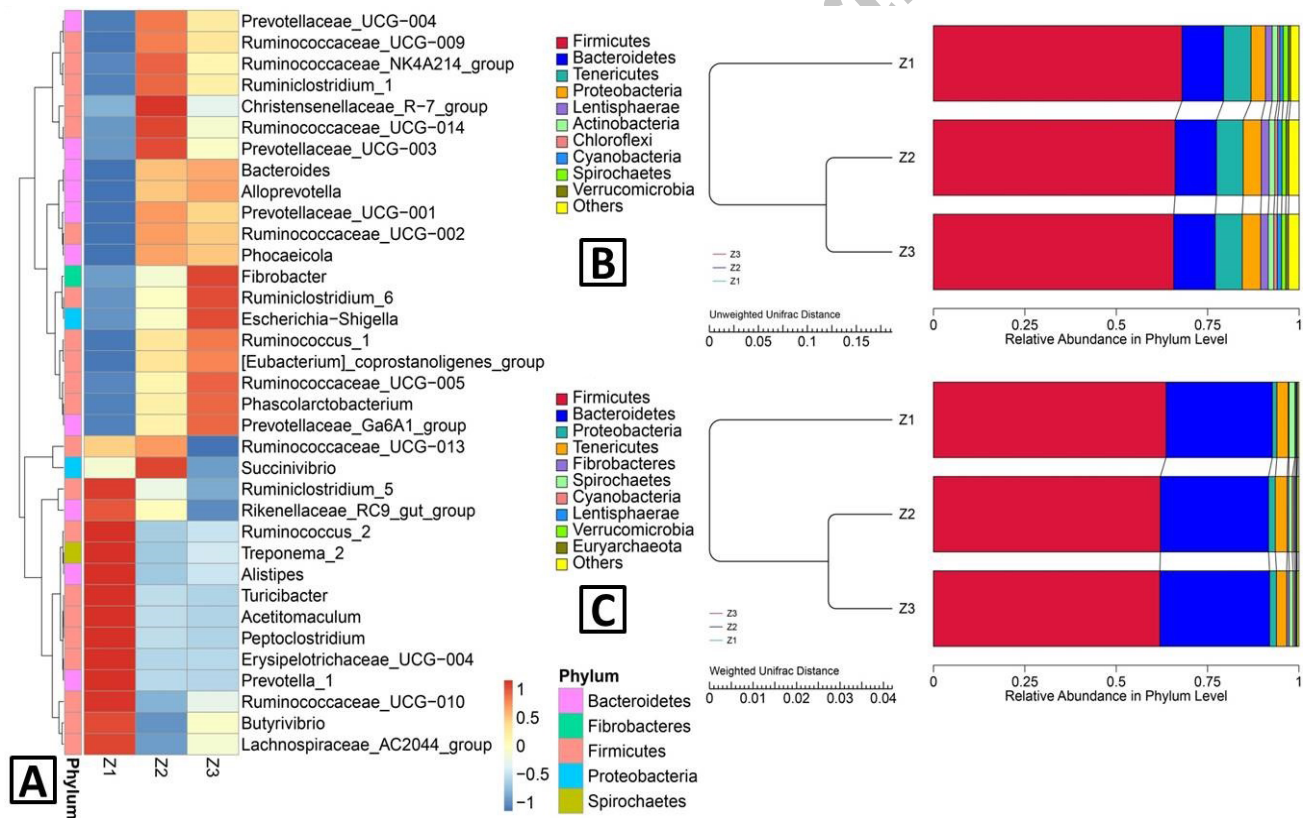 Prevotellaceae_UCG-004
Ruminococcaceae_UCG-009
Ruminococcaceae_NK4A214_group
Ruminiclostridium_1
Christensenellaceae_R-7_group
Ruminococcaceae_UCG-014
Prevotellaceae_UCG-003
Bacteroides
Alloprevotella
Prevotellaceae_UCG-001
Ruminococcaceae_UCG-002
Phocaeicola
Fibrobacter
Ruminiclostridium_6
Escherichia-Shigella
Ruminococcus_1
[Eubacterium]_coprostanoligenes_group
Ruminococcaceae_UCG-005
Phascolarctobacterium
Prevotellaceae_Ga6A1_group
Ruminococcaceae_UCG-013
Succinivibrio
Ruminiclostridium_5
Rikenellaceae_RC9_gut_group
Ruminococcus_2
Treponema_2
Alistipes
Turicibacter
Acetitomaculum
Peptoclostridium
Erysipelotrichaceae_UCG-004
Prevotella_1
Ruminococcaceae_UCG-010
Butyrivibrio
Lachnospiraceae_AC2044_group
A
Phylum
Z1
Z2
Z3
1
0.5
0
−0.5
−1
Phylum
Bacteroidetes
Fibrobacteres
Firmicutes
Proteobacteria
Spirochaetes
Firmicutes
Bacteroidetes
Tenericutes
Proteobacteria
Lentisphaerae
Actinobacteria
Chloroflexi
Cyanobacteria
Spirochaetes
Verrucomicrobia
Others
B
Z1
Z2
Z3
Z3
Z2
Z1
Unweighted Unifrac Distance
0 0.05 0.1 0.15
0 0.25 0.5 0.75 1
Relative Abundance in Phylum Level
Firmicutes
Bacteroidetes
Proteobacteria
Tenericutes
Fibrobacteres
Spirochaetes
Cyanobacteria
Lentisphaerae
Verrucomicrobia
Euryarchaeota
Others
C
Z1
Z2
Z3
Z3
Z2
Z1
Weighted Unifrac Distance
0 0.01 0.02 0.03 0.04
0 0.25 0.5 0.75 1
Relative Abundance in Phylum Level